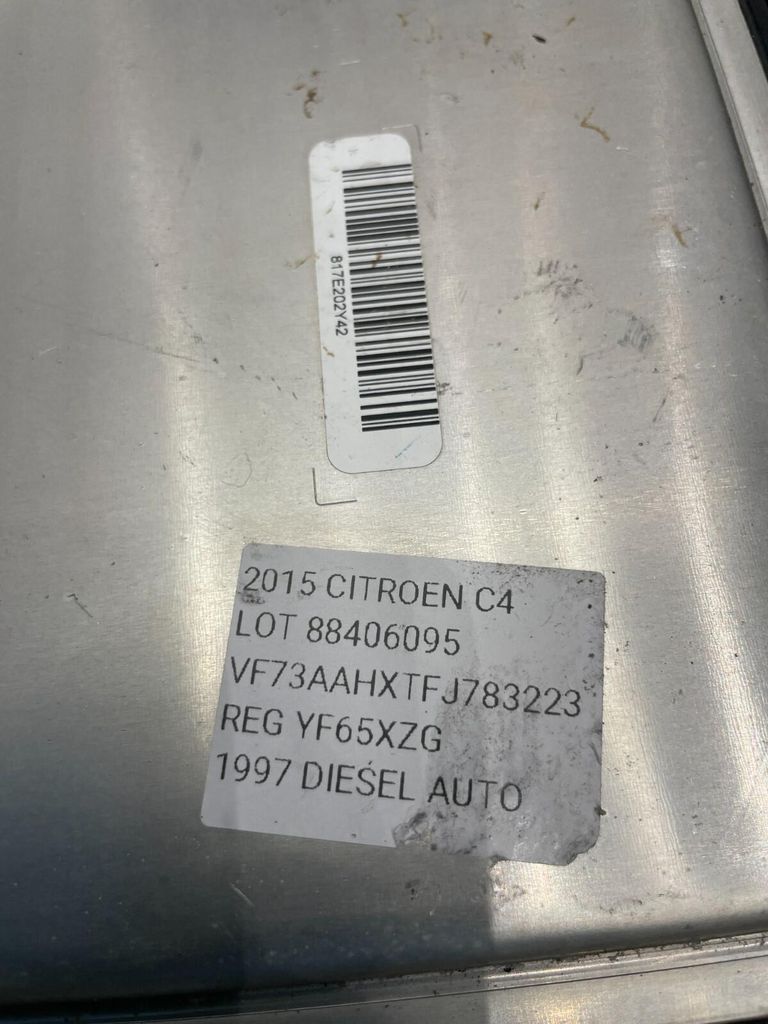 817E202Y42
2015 CITROEN C4
LOT 88406095
VF73AAHXTFJ783223
REG YF65XZG
1997 DIESEL AUTO